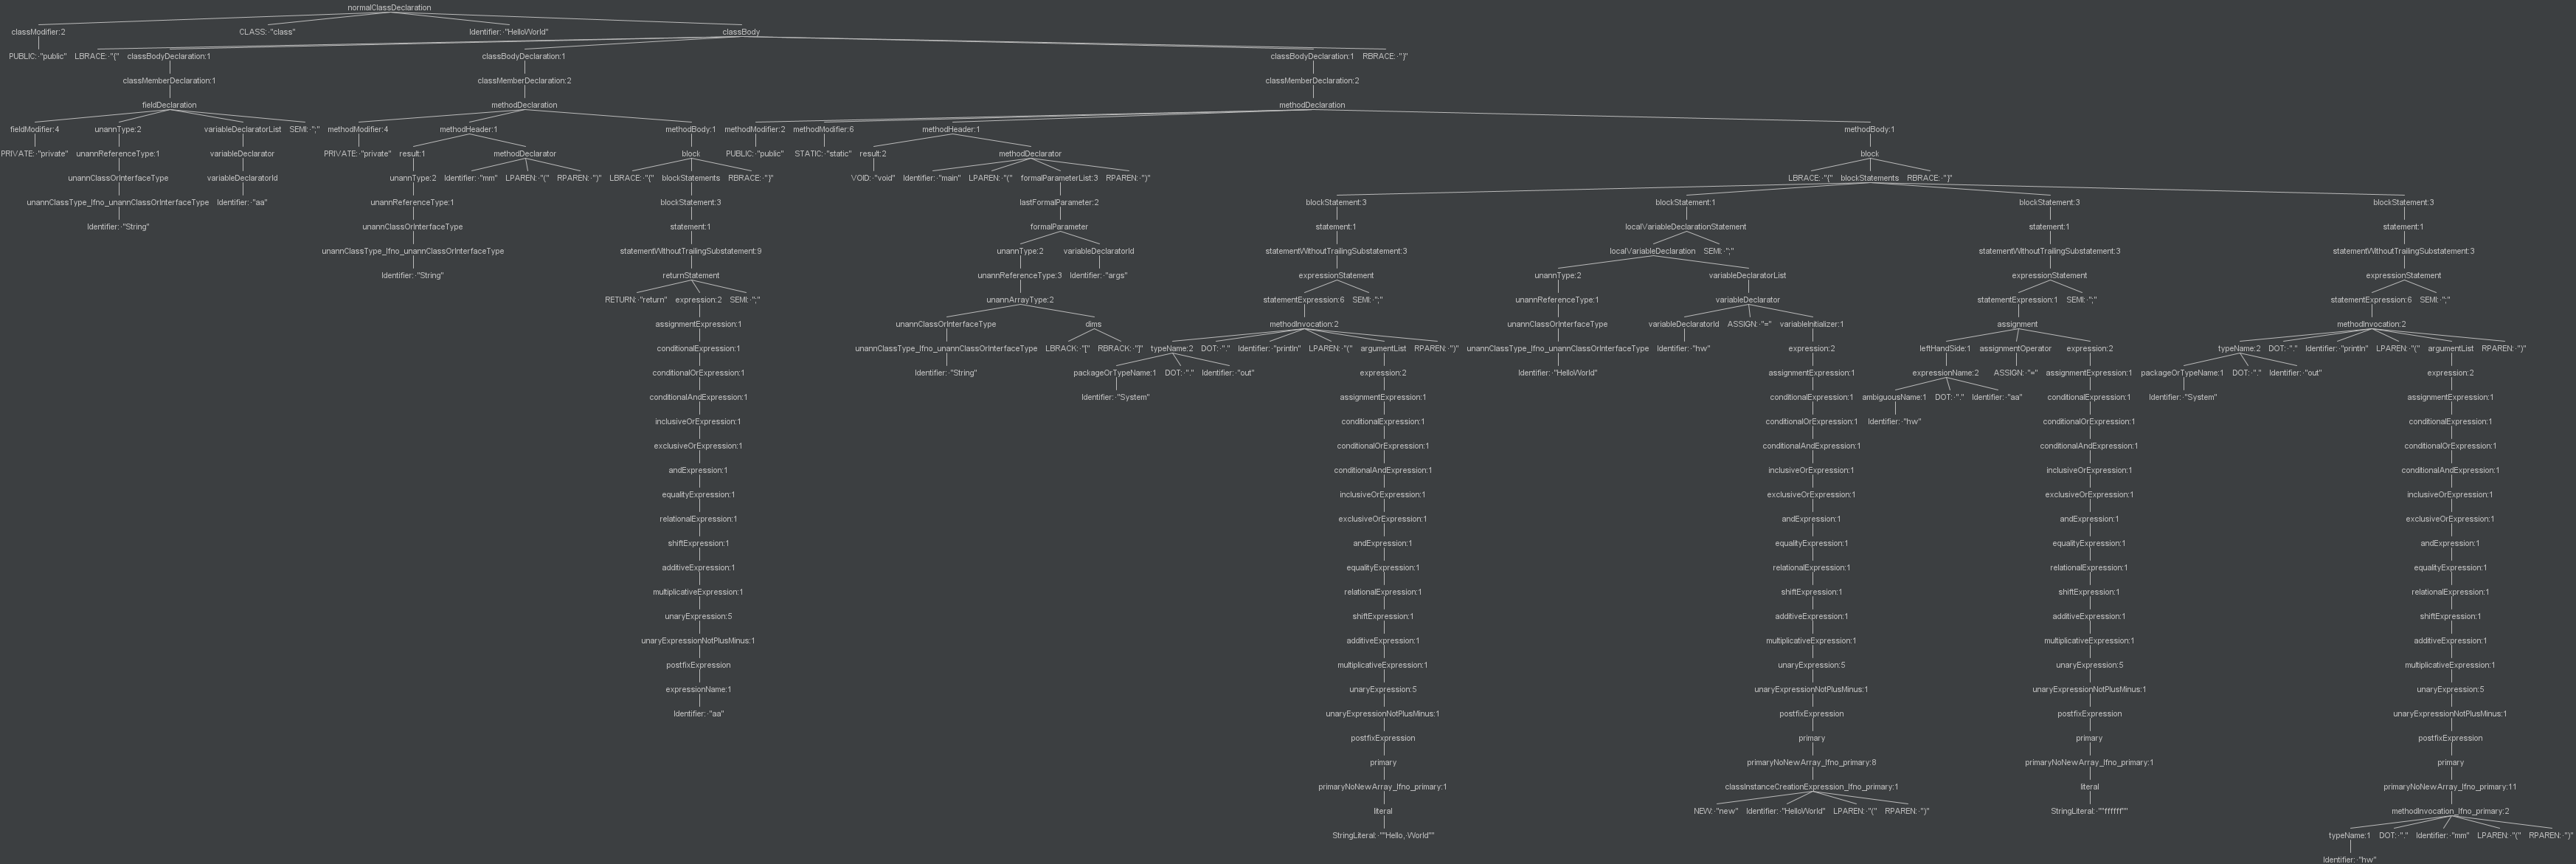 normalClassDeclaration
classModifier:2 CLASS:·"class" Identifier:·"HelloWorld" classBody
PUBLIC:·"public" LBRACE:·"{" classBodyDeclaration:1 classBodyDeclaration:1 classBodyDeclaration:1 RBRACE:·"}"
classMemberDeclaration:1 classMemberDeclaration:2 classMemberDeclaration:2
fieldDeclaration methodDeclaration methodDeclaration
fieldModifier:4 unannType:2 variableDeclaratorList SEMI:·";" methodModifier:4 methodHeader:1 methodBody:1 methodModifier:2 methodModifier:6 methodHeader:1 methodBody:1
PRIVATE:·"private" unannReferenceType:1 variableDeclarator PRIVATE:·"private" result:1 methodDeclarator block PUBLIC:·"public" STATIC:·"static" result:2 methodDeclarator block
unannClassOrInterfaceType variableDeclaratorId unannType:2 Identifier:·"mm" LPAREN:·"(" RPAREN:·")" LBRACE:·"{" blockStatements RBRACE:·"}" VOID:·"void" Identifier:·"main" LPAREN:·"(" formalParameterList:3 RPAREN:·")" LBRACE:·"{" blockStatements RBRACE:·"}"
unannClassType_lfno_unannClassOrInterfaceType Identifier:·"aa" unannReferenceType:1 blockStatement:3 lastFormalParameter:2 blockStatement:3 blockStatement:1 blockStatement:3 blockStatement:3
Identifier:·"String" unannClassOrInterfaceType statement:1 formalParameter statement:1 localVariableDeclarationStatement statement:1 statement:1
unannClassType_lfno_unannClassOrInterfaceType statementWithoutTrailingSubstatement:9 unannType:2 variableDeclaratorId statementWithoutTrailingSubstatement:3 localVariableDeclaration SEMI:·";" statementWithoutTrailingSubstatement:3 statementWithoutTrailingSubstatement:3
Identifier:·"String" returnStatement unannReferenceType:3 Identifier:·"args" expressionStatement unannType:2 variableDeclaratorList expressionStatement expressionStatement
RETURN:·"return" expression:2 SEMI:·";" unannArrayType:2 statementExpression:6 SEMI:·";" unannReferenceType:1 variableDeclarator statementExpression:1 SEMI:·";" statementExpression:6 SEMI:·";"
assignmentExpression:1 unannClassOrInterfaceType dims methodInvocation:2 unannClassOrInterfaceType variableDeclaratorId ASSIGN:·"=" variableInitializer:1 assignment methodInvocation:2
conditionalExpression:1 unannClassType_lfno_unannClassOrInterfaceType LBRACK:·"[" RBRACK:·"]" typeName:2 DOT:·"." Identifier:·"println" LPAREN:·"(" argumentList RPAREN:·")" unannClassType_lfno_unannClassOrInterfaceType Identifier:·"hw" expression:2 leftHandSide:1 assignmentOperator expression:2 typeName:2 DOT:·"." Identifier:·"println" LPAREN:·"(" argumentList RPAREN:·")"
conditionalOrExpression:1 Identifier:·"String" packageOrTypeName:1 DOT:·"." Identifier:·"out" expression:2 Identifier:·"HelloWorld" assignmentExpression:1 expressionName:2 ASSIGN:·"=" assignmentExpression:1 packageOrTypeName:1 DOT:·"." Identifier:·"out" expression:2
conditionalAndExpression:1 Identifier:·"System" assignmentExpression:1 conditionalExpression:1 ambiguousName:1 DOT:·"." Identifier:·"aa" conditionalExpression:1 Identifier:·"System" assignmentExpression:1
inclusiveOrExpression:1 conditionalExpression:1 conditionalOrExpression:1 Identifier:·"hw" conditionalOrExpression:1 conditionalExpression:1
exclusiveOrExpression:1 conditionalOrExpression:1 conditionalAndExpression:1 conditionalAndExpression:1 conditionalOrExpression:1
andExpression:1 conditionalAndExpression:1 inclusiveOrExpression:1 inclusiveOrExpression:1 conditionalAndExpression:1
equalityExpression:1 inclusiveOrExpression:1 exclusiveOrExpression:1 exclusiveOrExpression:1 inclusiveOrExpression:1
relationalExpression:1 exclusiveOrExpression:1 andExpression:1 andExpression:1 exclusiveOrExpression:1
shiftExpression:1 andExpression:1 equalityExpression:1 equalityExpression:1 andExpression:1
additiveExpression:1 equalityExpression:1 relationalExpression:1 relationalExpression:1 equalityExpression:1
multiplicativeExpression:1 relationalExpression:1 shiftExpression:1 shiftExpression:1 relationalExpression:1
unaryExpression:5 shiftExpression:1 additiveExpression:1 additiveExpression:1 shiftExpression:1
unaryExpressionNotPlusMinus:1 additiveExpression:1 multiplicativeExpression:1 multiplicativeExpression:1 additiveExpression:1
postfixExpression multiplicativeExpression:1 unaryExpression:5 unaryExpression:5 multiplicativeExpression:1
expressionName:1 unaryExpression:5 unaryExpressionNotPlusMinus:1 unaryExpressionNotPlusMinus:1 unaryExpression:5
Identifier:·"aa" unaryExpressionNotPlusMinus:1 postfixExpression postfixExpression unaryExpressionNotPlusMinus:1
postfixExpression primary primary postfixExpression
primary primaryNoNewArray_lfno_primary:8 primaryNoNewArray_lfno_primary:1 primary
primaryNoNewArray_lfno_primary:1 classInstanceCreationExpression_lfno_primary:1 literal primaryNoNewArray_lfno_primary:11
literal NEW:·"new" Identifier:·"HelloWorld" LPAREN:·"(" RPAREN:·")" StringLiteral:·""ffffff"" methodInvocation_lfno_primary:2
StringLiteral:·""Hello,·World"" typeName:1 DOT:·"." Identifier:·"mm" LPAREN:·"(" RPAREN:·")"
Identifier:·"hw"